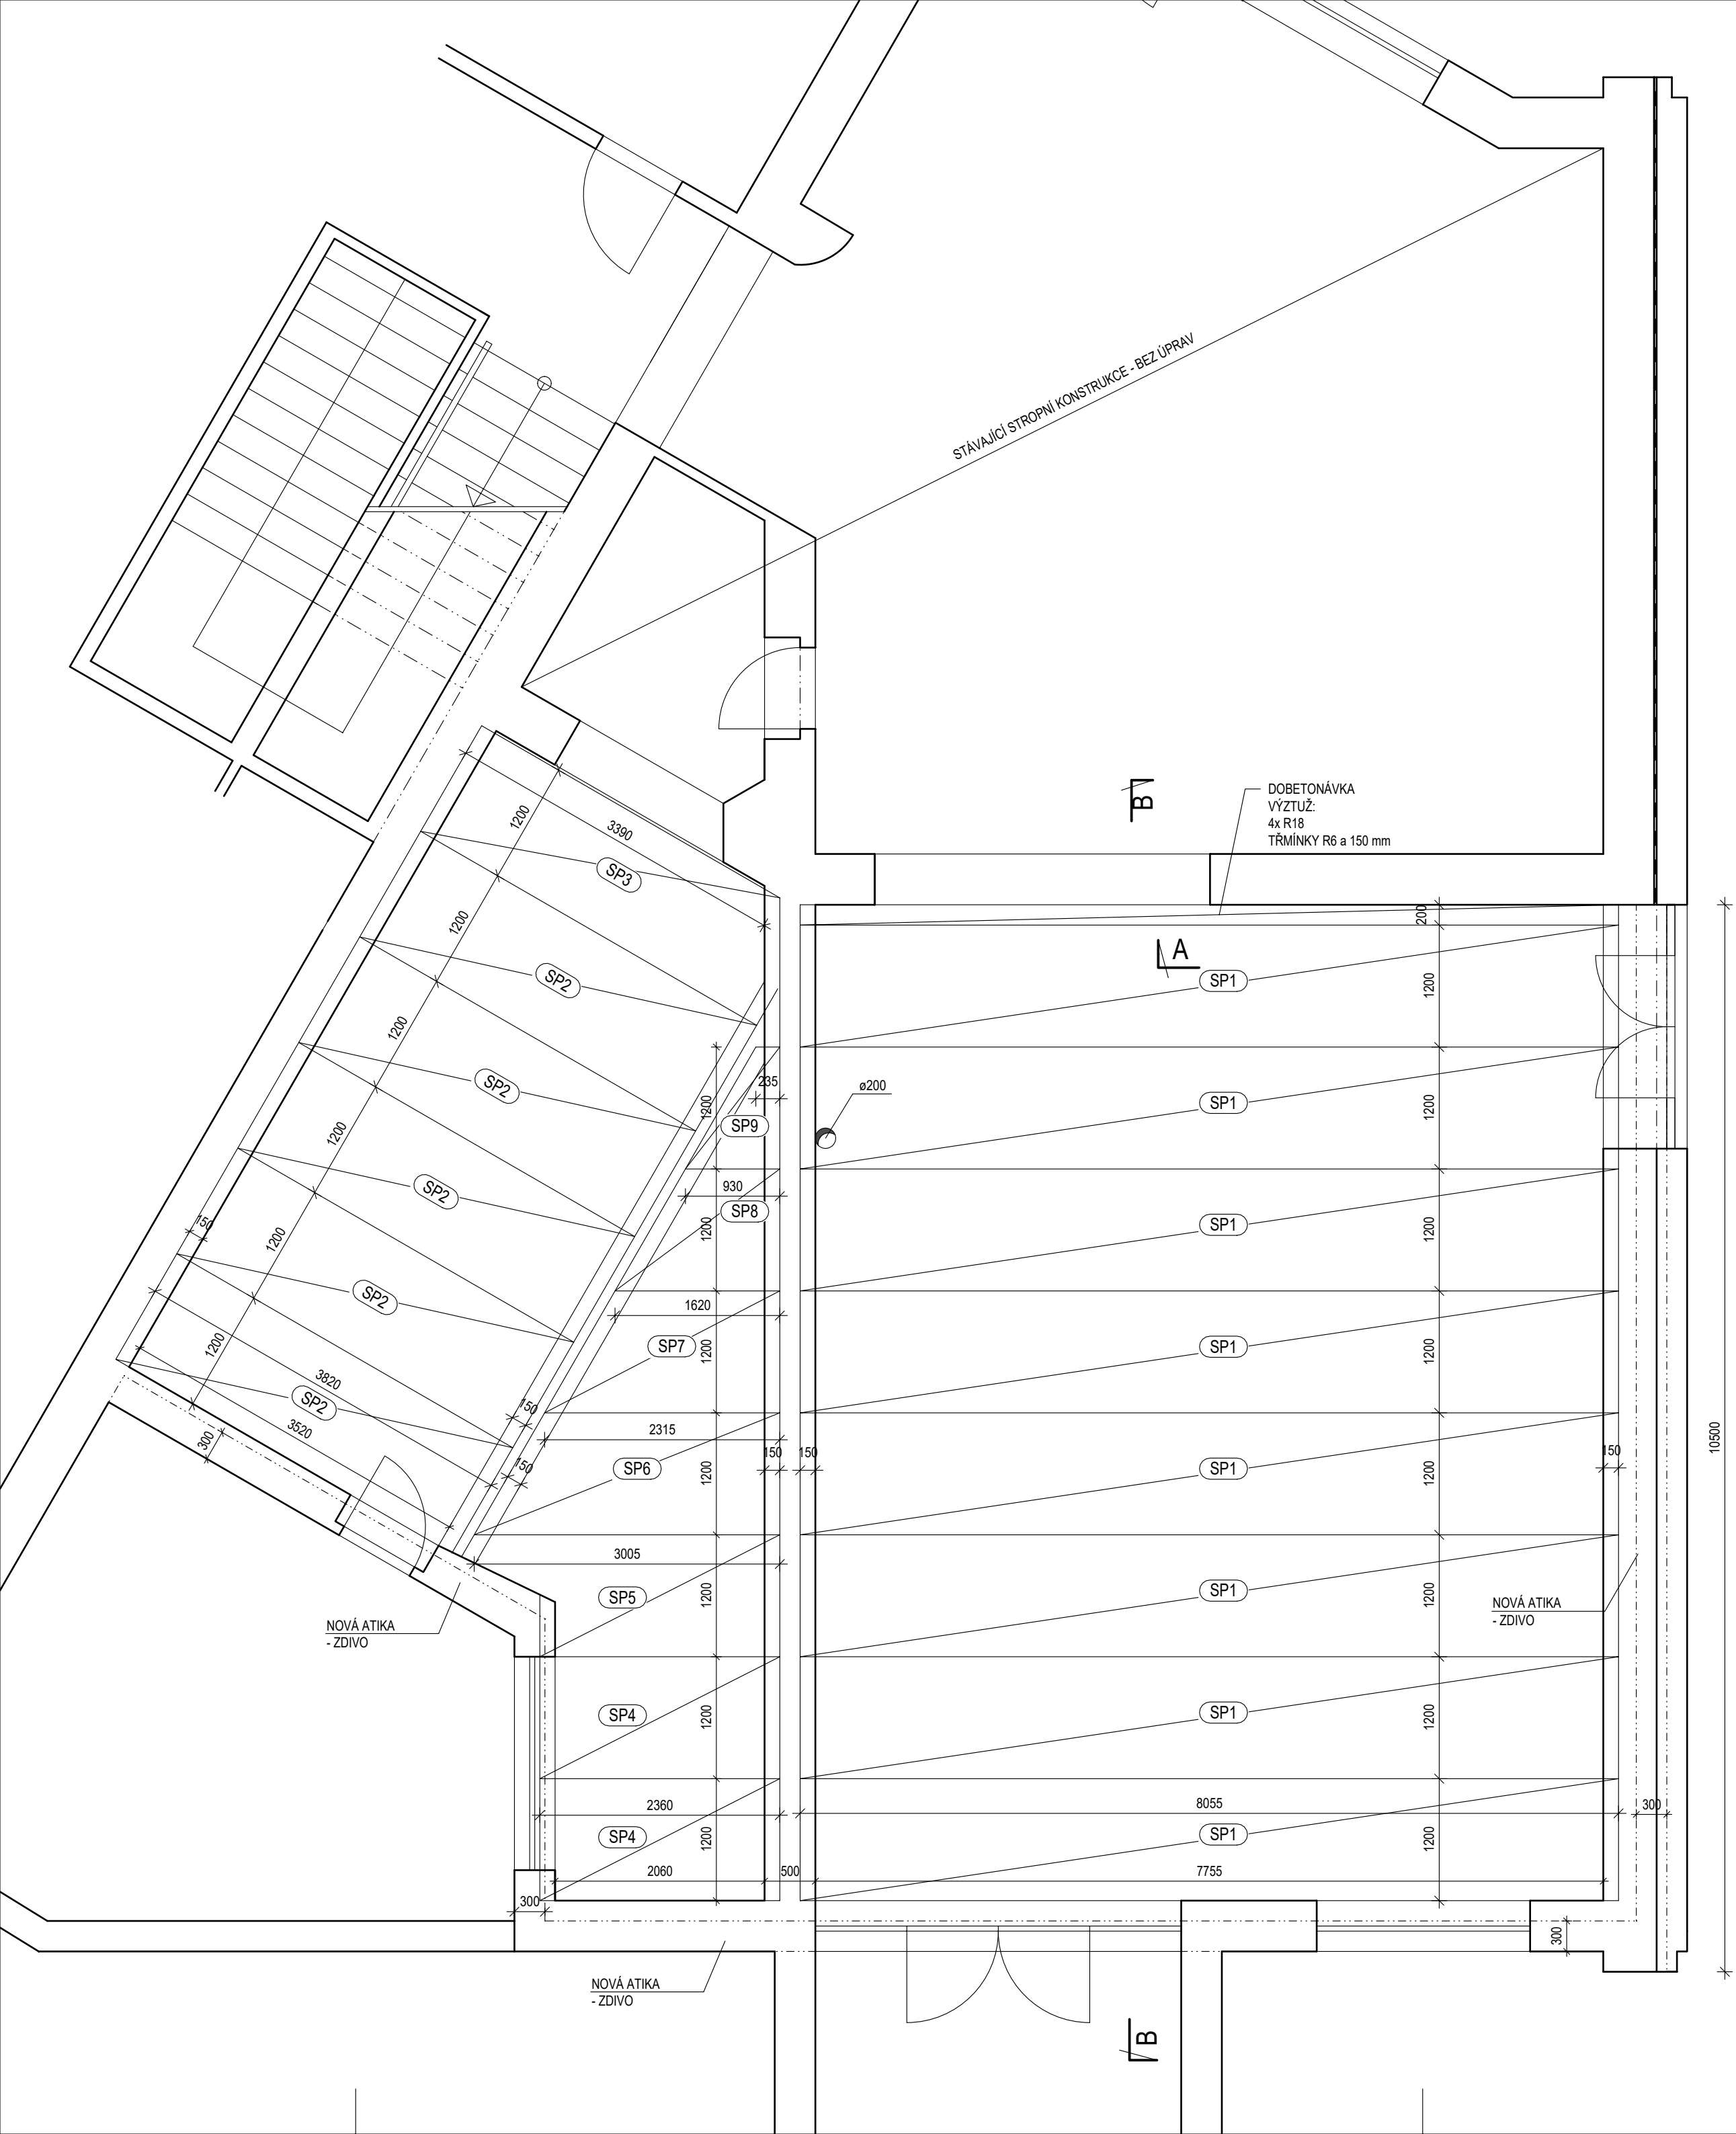 STÁVAJÍCÍ STROPNÍ KONSTRUKCE - BEZ ÚPRAV
B
DOBETONÁVKA
VÝZTUŽ:
4x R18
TŘMÍNKY R6 a 150 mm
1200
3390
SP3
200
A
1200
SP2
SP1
1200
1200
SP2
235
ø200
1200
SP9
SP1
1200
1200
SP2
930
SP8
1200
SP1
1200
150
1200
SP2
1620
SP7
1200
SP1
1200
1200
3820
SP2
3520
300
150
150
2315
SP6
150
150
1200
SP1
1200
150
10500
3005
SP5
1200
SP1
1200
NOVÁ ATIKA
- ZDIVO
NOVÁ ATIKA
- ZDIVO
SP4
1200
SP1
1200
2360
8055
300
SP4
1200
SP1
1200
2060
500
7755
300
300
NOVÁ ATIKA
- ZDIVO
B